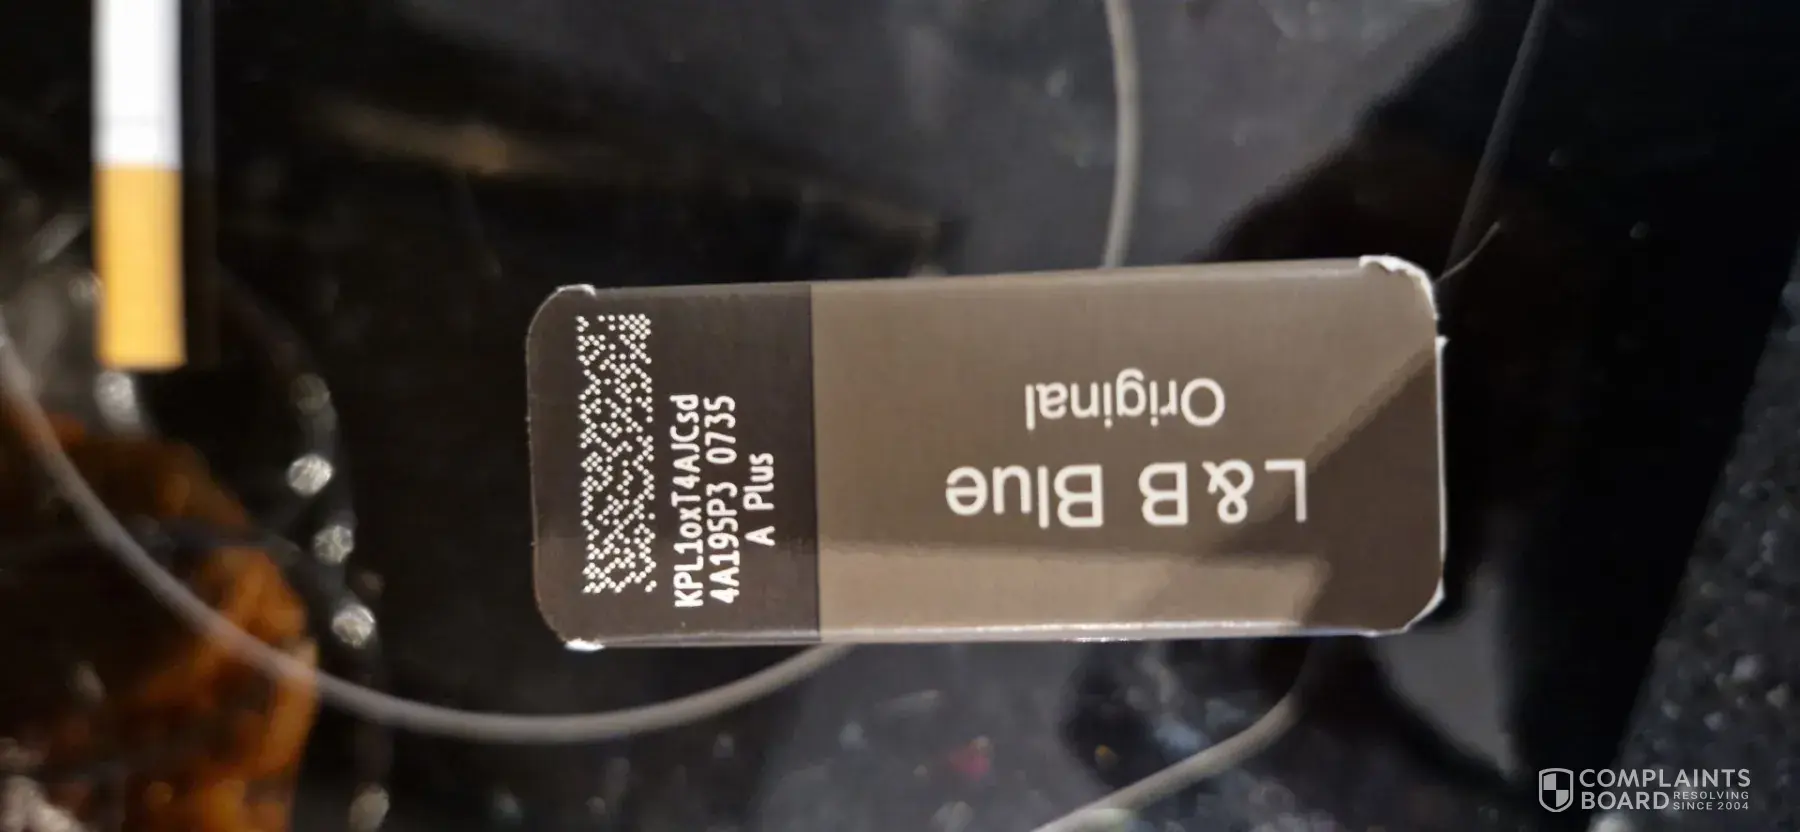 L&B Blue
Original
KPL1oxT4AJCsd
4A195P3 0735
A Plus
COMPLAINTS
BOARD RESOLVING
SINCE 2004